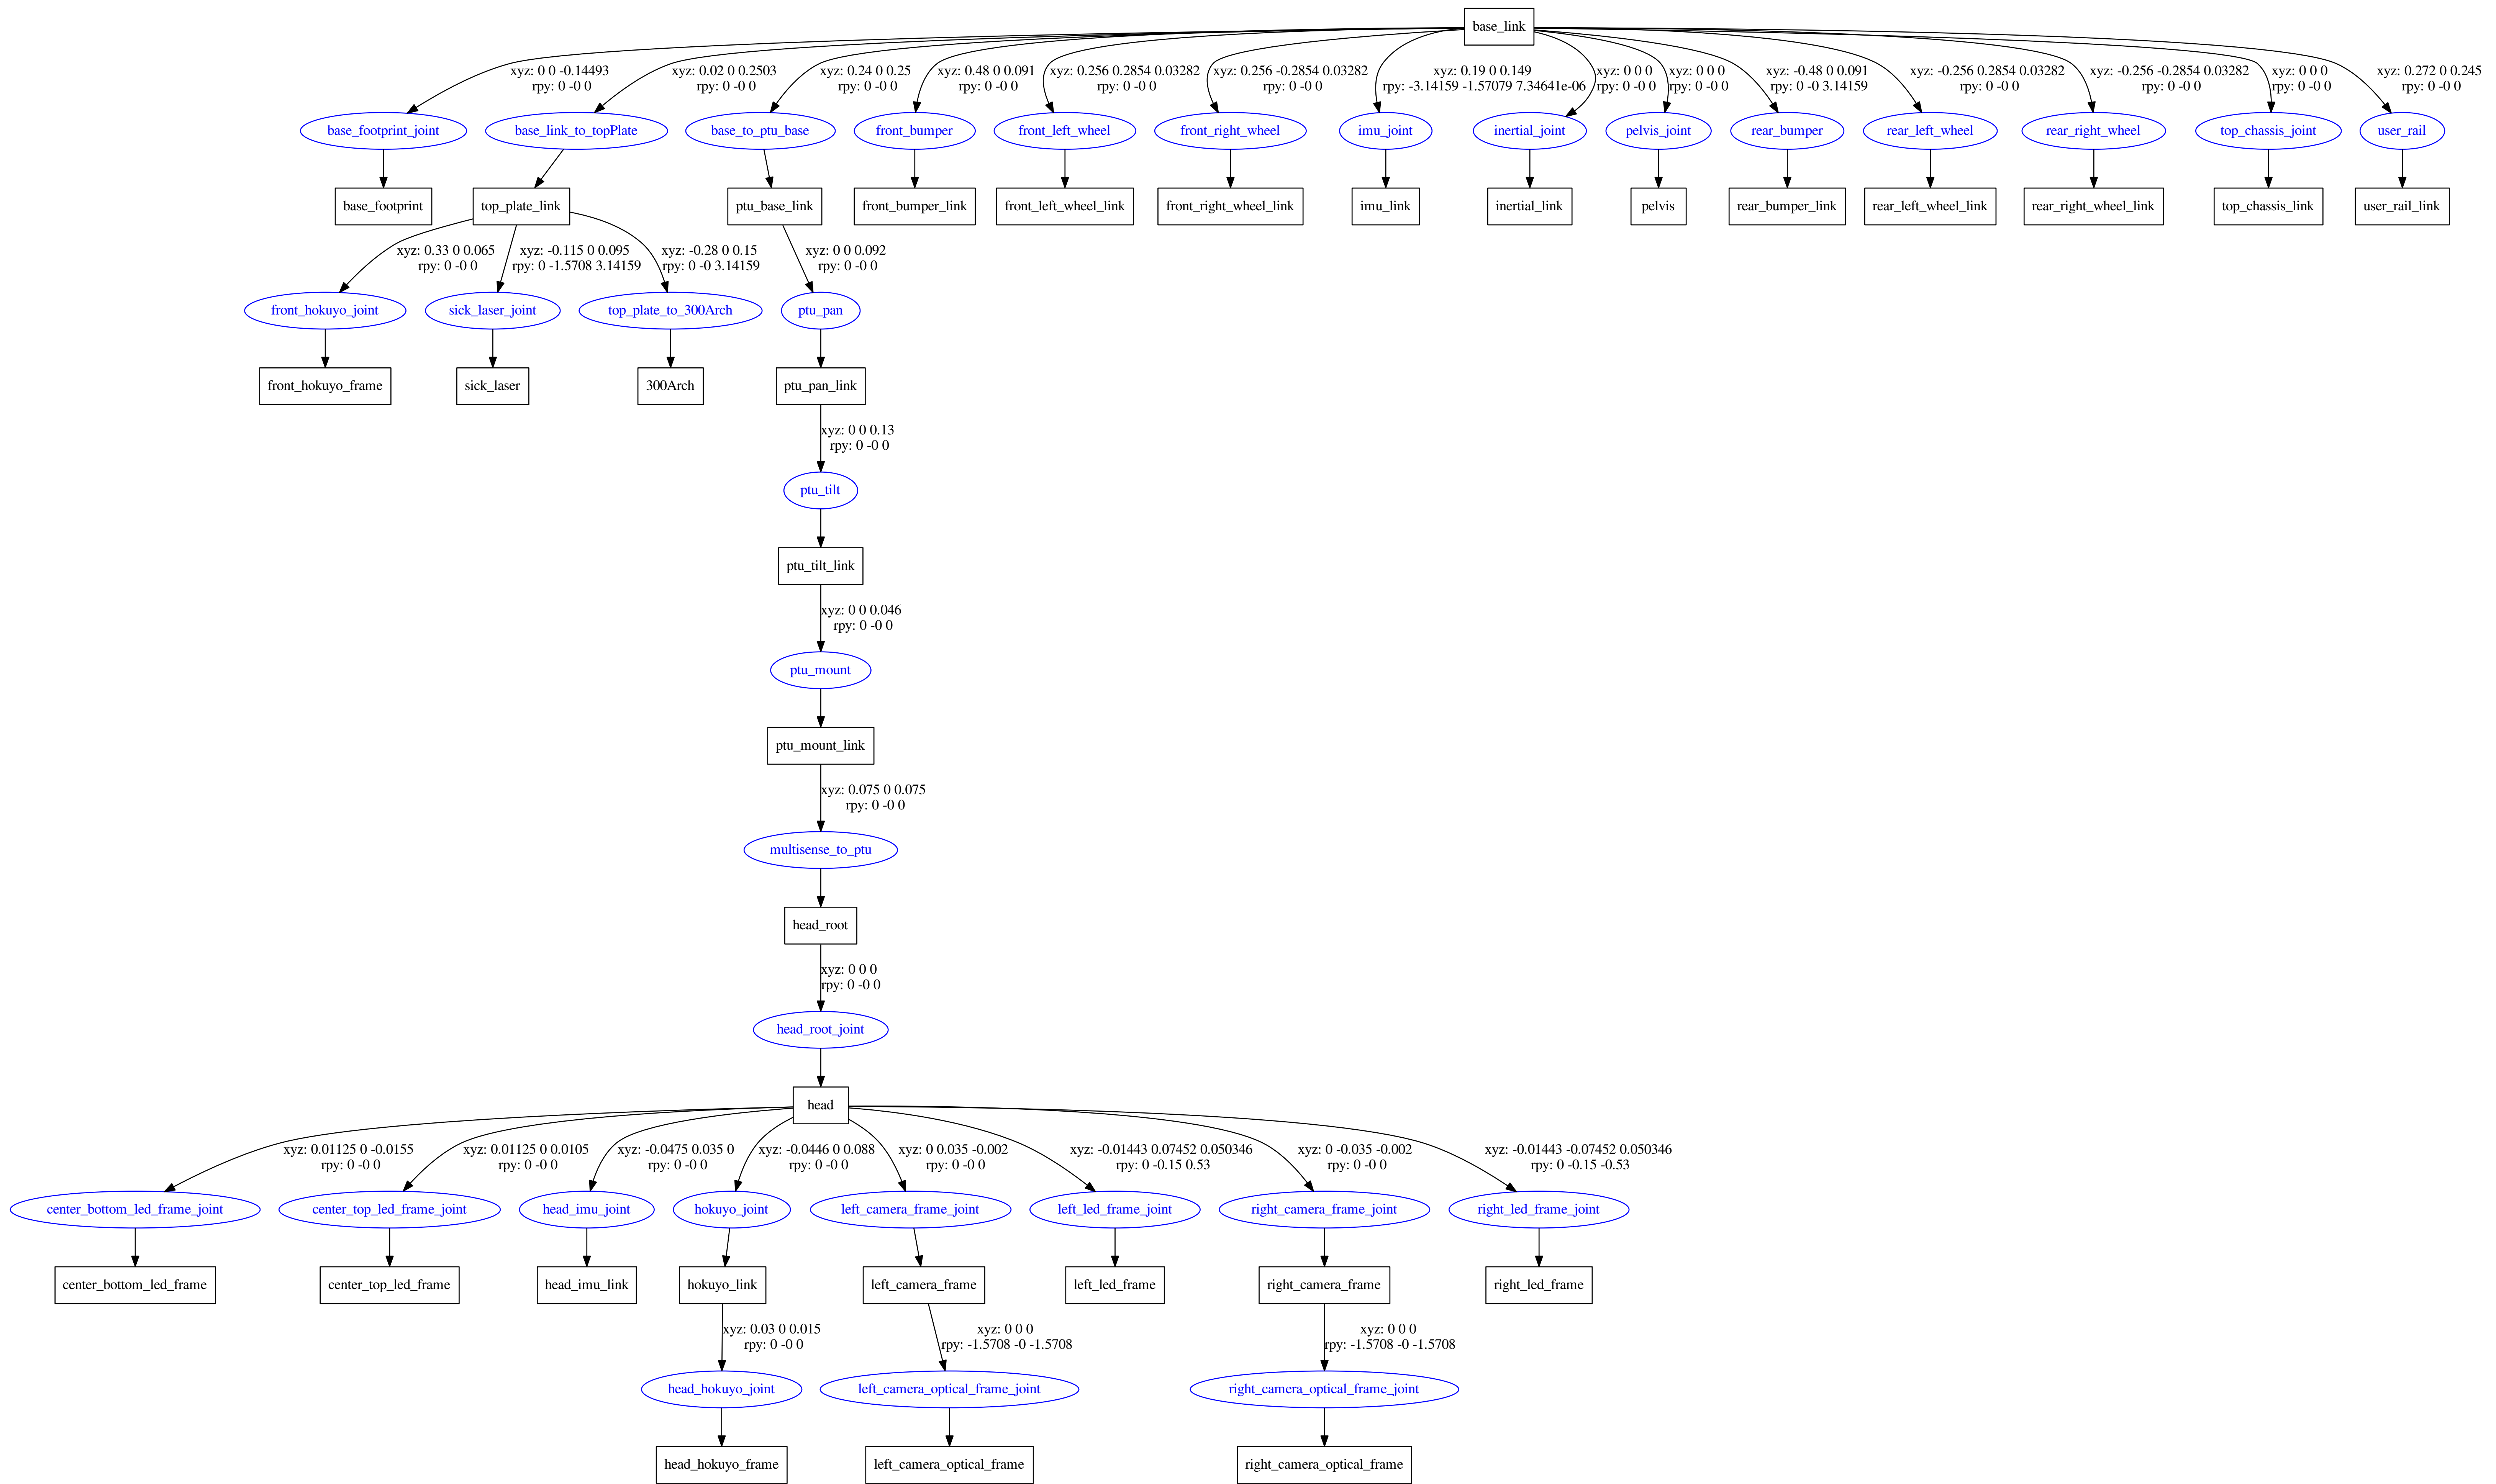 base_link
xyz: 0 0 -0.14493
rpy: 0 -0 0
xyz: 0.02 0 0.2503
rpy: 0 -0 0
xyz: 0.24 0 0.25
rpy: 0 -0 0
xyz: 0.48 0 0.091
rpy: 0 -0 0
xyz: 0.256 0.2854 0.03282
rpy: 0 -0 0
xyz: 0.256 -0.2854 0.03282
rpy: 0 -0 0
xyz: 0.19 0 0.149
rpy: -3.14159 -1.57079 7.34641e-06
xyz: 0 0 0
rpy: 0 -0 0
xyz: 0 0 0
rpy: 0 -0 0
xyz: -0.48 0 0.091
rpy: 0 -0 3.14159
xyz: -0.256 0.2854 0.03282
rpy: 0 -0 0
xyz: -0.256 -0.2854 0.03282
rpy: 0 -0 0
xyz: 0 0 0
rpy: 0 -0 0
xyz: 0.272 0 0.245
rpy: 0 -0 0
base_footprint_joint
base_link_to_topPlate
base_to_ptu_base
front_bumper
front_left_wheel
front_right_wheel
imu_joint
inertial_joint
pelvis_joint
rear_bumper
rear_left_wheel
rear_right_wheel
top_chassis_joint
user_rail
base_footprint
top_plate_link
ptu_base_link
front_bumper_link
front_left_wheel_link
front_right_wheel_link
imu_link
inertial_link
pelvis
rear_bumper_link
rear_left_wheel_link
rear_right_wheel_link
top_chassis_link
user_rail_link
xyz: 0.33 0 0.065
rpy: 0 -0 0
xyz: -0.115 0 0.095
rpy: 0 -1.5708 3.14159
xyz: -0.28 0 0.15
rpy: 0 -0 3.14159
xyz: 0 0 0.092
rpy: 0 -0 0
front_hokuyo_joint
sick_laser_joint
top_plate_to_300Arch
ptu_pan
front_hokuyo_frame
sick_laser
300Arch
ptu_pan_link
xyz: 0 0 0.13
rpy: 0 -0 0
ptu_tilt
ptu_tilt_link
xyz: 0 0 0.046
rpy: 0 -0 0
ptu_mount
ptu_mount_link
xyz: 0.075 0 0.075
rpy: 0 -0 0
multisense_to_ptu
head_root
xyz: 0 0 0
rpy: 0 -0 0
head_root_joint
head
xyz: 0.01125 0 -0.0155
rpy: 0 -0 0
xyz: 0.01125 0 0.0105
rpy: 0 -0 0
xyz: -0.0475 0.035 0
rpy: 0 -0 0
xyz: -0.0446 0 0.088
rpy: 0 -0 0
xyz: 0 0.035 -0.002
rpy: 0 -0 0
xyz: -0.01443 0.07452 0.050346
rpy: 0 -0.15 0.53
xyz: 0 -0.035 -0.002
rpy: 0 -0 0
xyz: -0.01443 -0.07452 0.050346
rpy: 0 -0.15 -0.53
center_bottom_led_frame_joint
center_top_led_frame_joint
head_imu_joint
hokuyo_joint
left_camera_frame_joint
left_led_frame_joint
right_camera_frame_joint
right_led_frame_joint
center_bottom_led_frame
center_top_led_frame
head_imu_link
hokuyo_link
left_camera_frame
left_led_frame
right_camera_frame
right_led_frame
xyz: 0.03 0 0.015
rpy: 0 -0 0
xyz: 0 0 0
rpy: -1.5708 -0 -1.5708
xyz: 0 0 0
rpy: -1.5708 -0 -1.5708
head_hokuyo_joint
left_camera_optical_frame_joint
right_camera_optical_frame_joint
head_hokuyo_frame
left_camera_optical_frame
right_camera_optical_frame